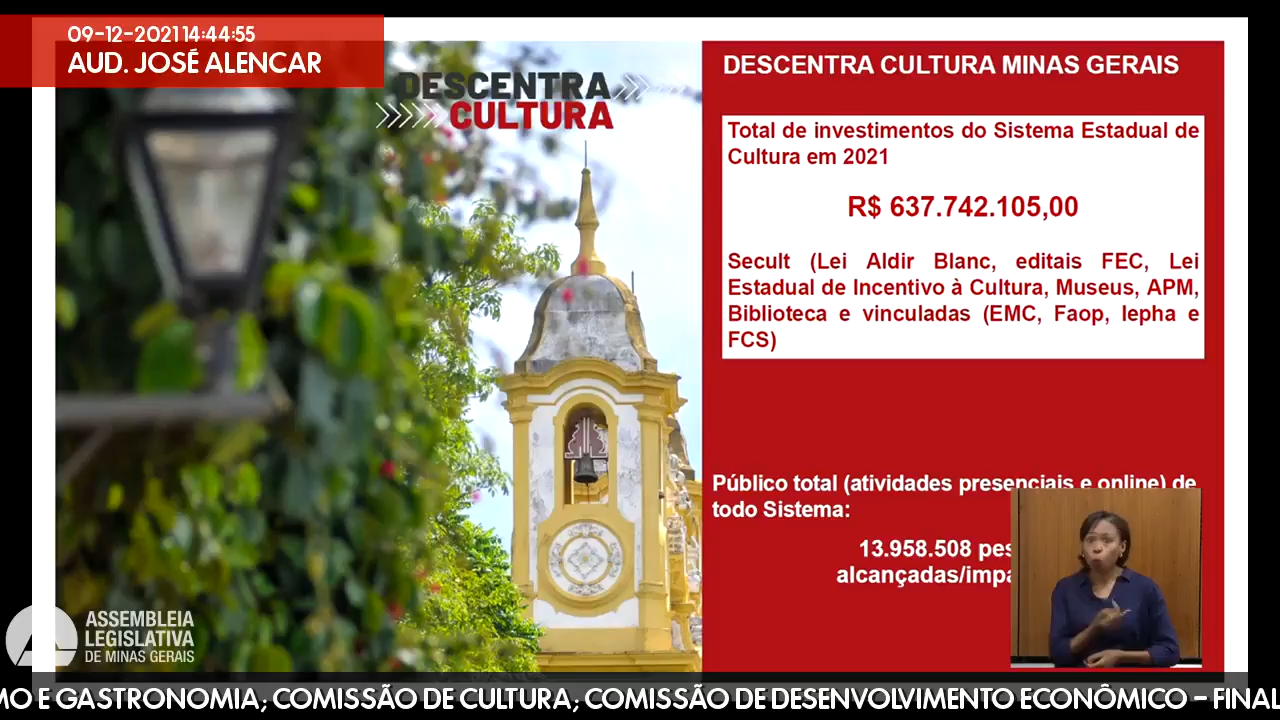 09-12-2021 14:44:55
AUD. JOSÉ ALENCAR
DESCENTRA
CULTURA
DESCENTRA CULTURA MINAS GERAIS
Total de investimentos do Sistema Estadual de
Cultura em 2021
R$ 637.742.105,00
Secult (Lei Aldir Blanc, editais FEC, Lei
Estadual de Incentivo à Cultura, Museus, APM,
Biblioteca e vinculadas (EMC, Faop, Iepha e
FCS)
Público total (atividades presenciais e online) de
todo Sistema:
13.958.508
alcançadas/
ASSEMBLEIA
LEGISLATIVA
DE MINAS GERAIS
E GASTRONOMIA; COMISSÃO DE CULTURA; COMISSÃO DE DESENVOLVIMENTO ECONÔMICO –